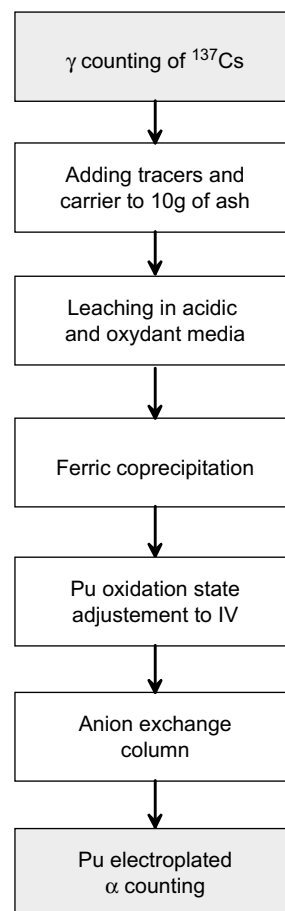 γ counting of ¹³⁷Cs
Adding tracers and
carrier to 10g of ash
Leaching in acidic
and oxydant media
Ferric coprecipitation
Pu oxidation state
adjustement to IV
Anion exchange
column
Pu electroplated
α counting